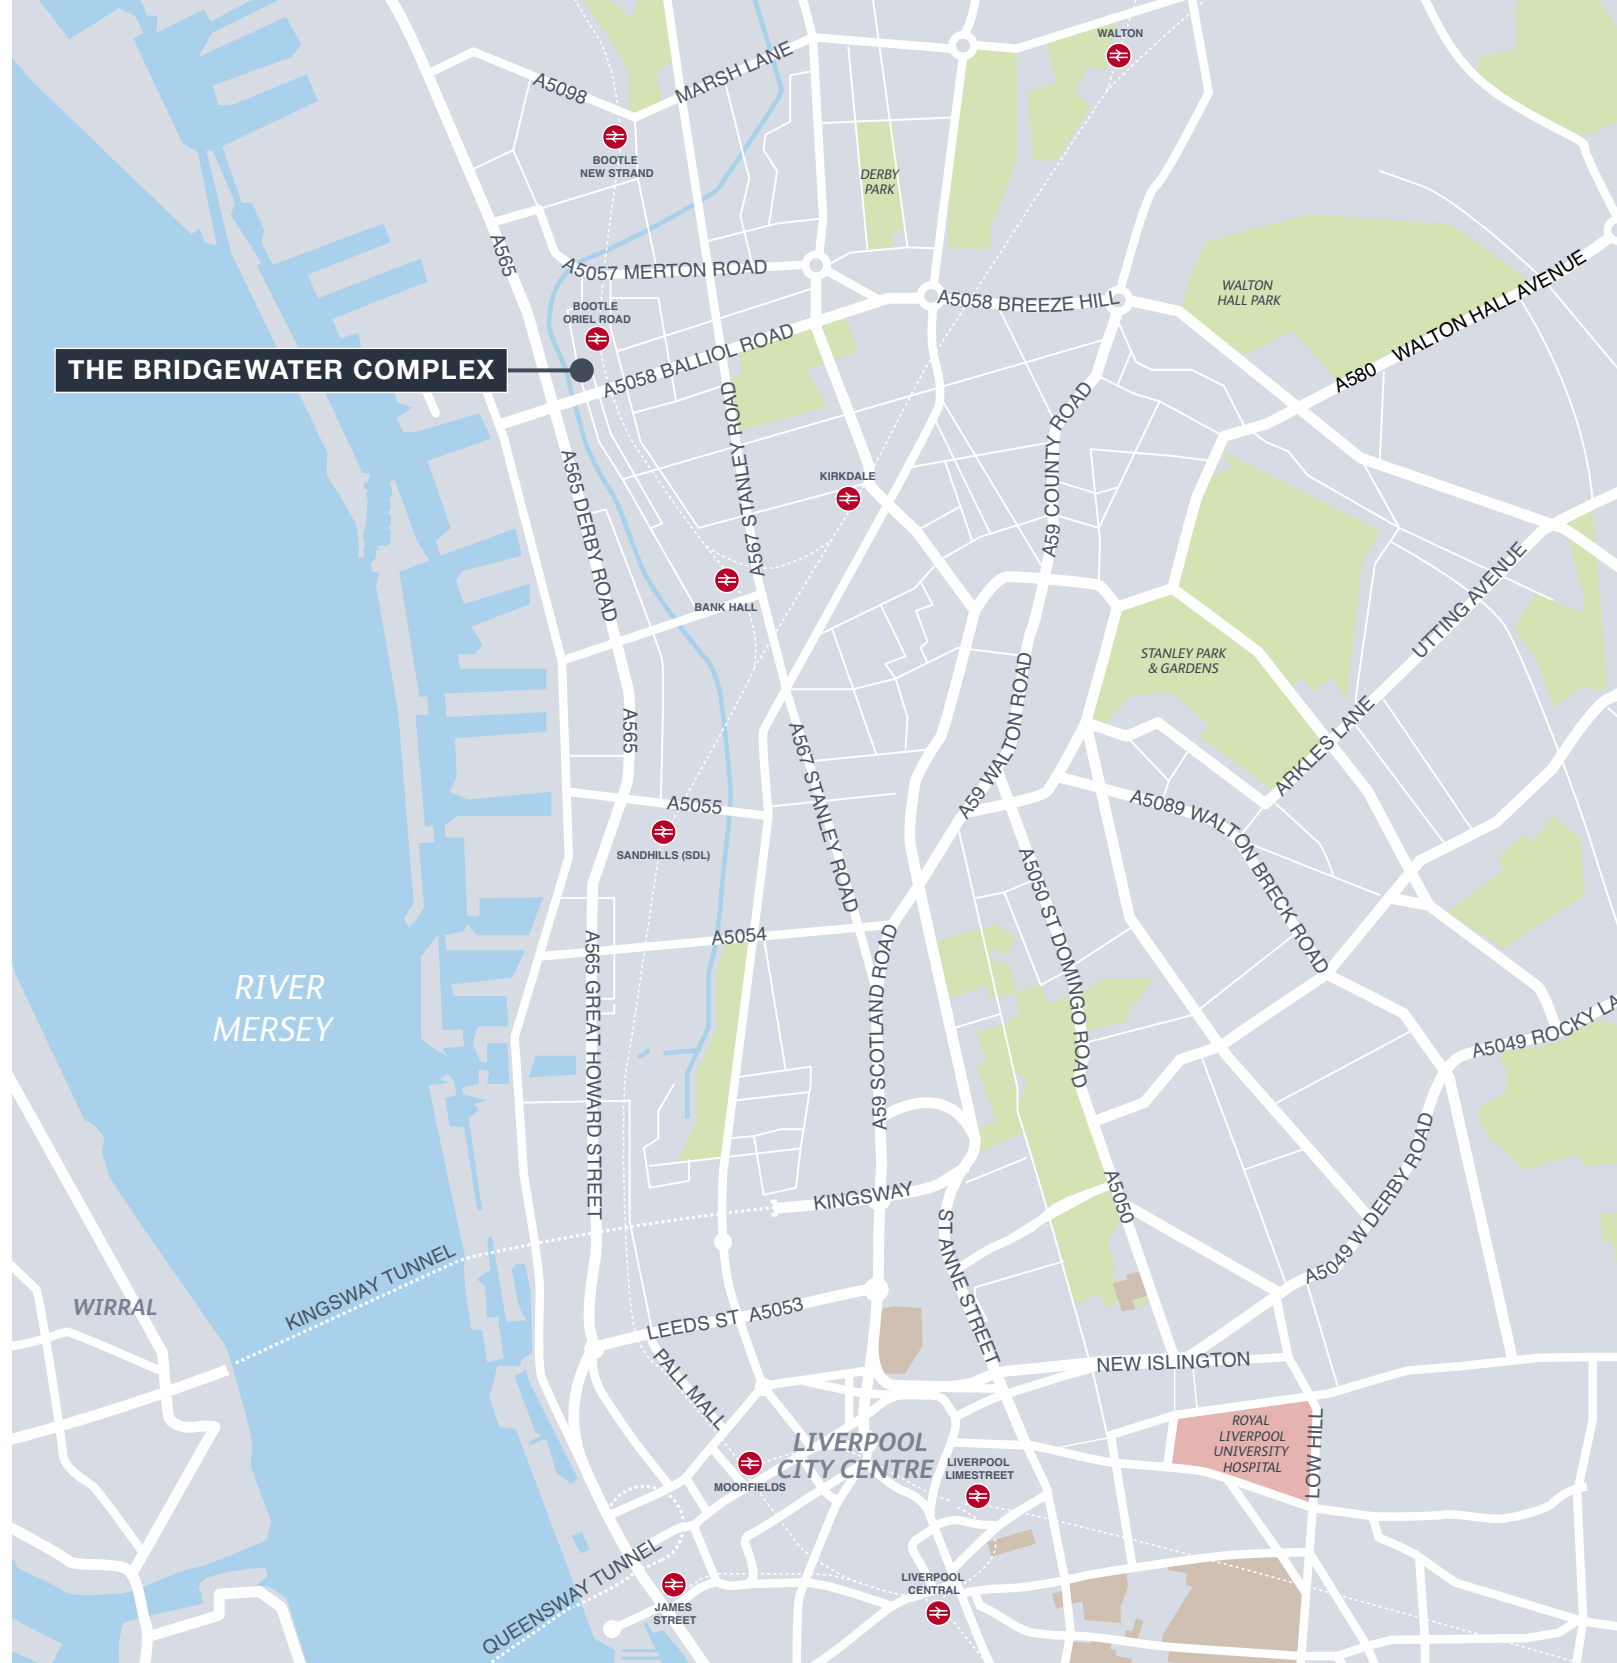 WALTON
A5098
MARSH LANE
BOOTLE
NEW STRAND
DERBY
PARK
A565
A5057 MERTON ROAD
WALTON
HALL PARK
A5058 BREEZE HILL
WALTON HALL AVENUE
A580
BOOTLE
ORIEL ROAD
THE BRIDGEWATER COMPLEX
A5058 BALLIOL ROAD
A567 STANLEY ROAD
A59 COUNTY ROAD
KIRKDALE
A565 DERBY ROAD
BANK HALL
UTTING AVENUE
STANLEY PARK
& GARDENS
A565
A567 STANLEY ROAD
A59 WALTON ROAD
ARKLES LANE
A5055
A5089 WALTON BRECK ROAD
SANDHILLS (SDL)
A5050 ST DOMINGO ROAD
A5054
A565 GREAT HOWARD STREET
A59 SCOTLAND ROAD
RIVER
MERSEY
A5049 ROCKY LA
A5049 W DERBY ROAD
KINGSWAY
A5050
ST ANNE STREET
KINGSWAY TUNNEL
WIRRAL
LEEDS ST A5053
PALL MALL
NEW ISLINGTON
ROYAL
LIVERPOOL
UNIVERSITY
HOSPITAL
LOW HILL
LIVERPOOL
CITY CENTRE
LIVERPOOL
LIMESTREET
MOORFIELDS
QUEENSWAY TUNNEL
JAMES
STREET
LIVERPOOL
CENTRAL